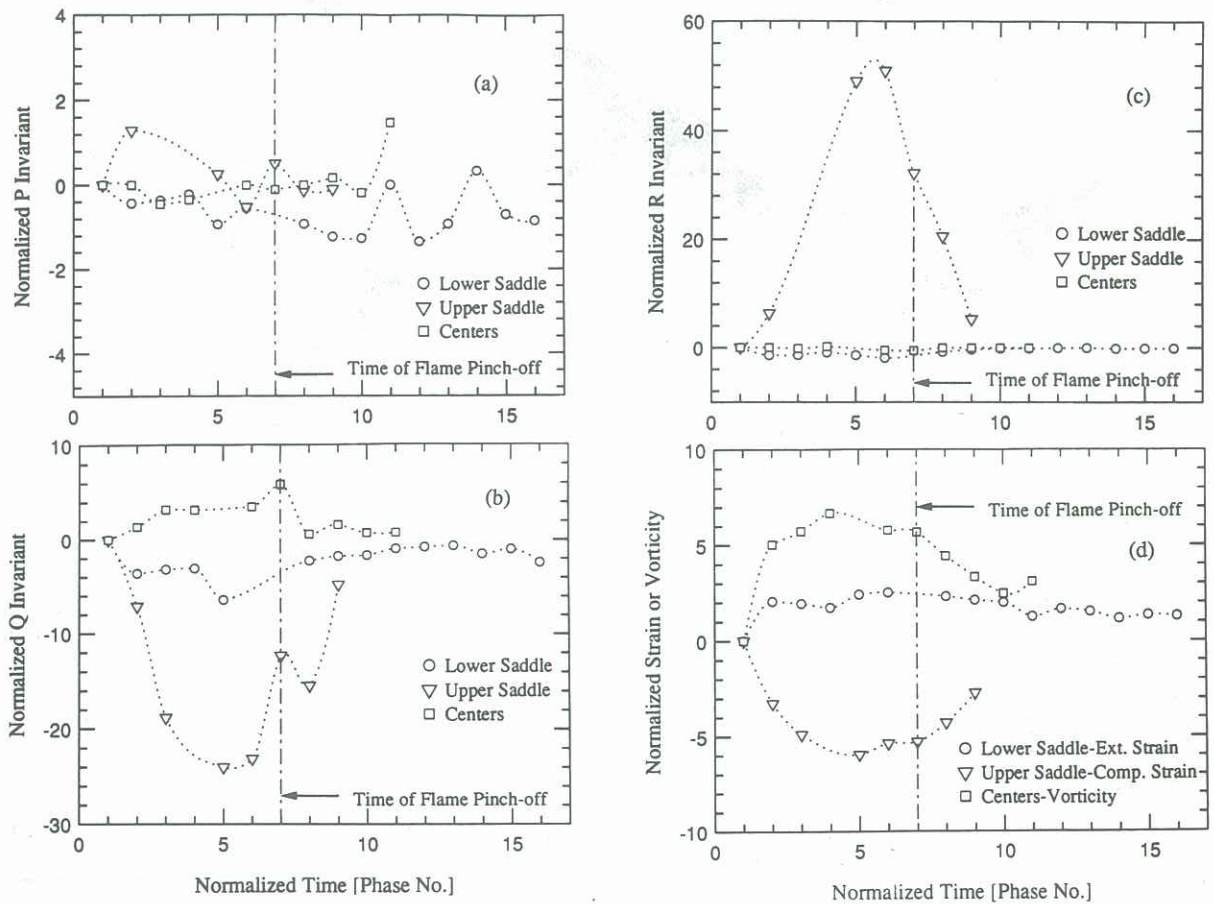 4
2
0
-2
-4
0
5
10
15
Normalized P Invariant
(a)
Lower Saddle
Upper Saddle
Centers
Time of Flame Pinch-off
60
40
20
0
0
5
10
15
Normalized R Invariant
(c)
Lower Saddle
Upper Saddle
Centers
Time of Flame Pinch-off
10
0
-10
-20
-30
0
5
10
15
Normalized Q Invariant
(b)
Lower Saddle
Upper Saddle
Centers
Time of Flame Pinch-off
Normalized Time [Phase No.]
10
5
0
-5
-10
0
5
10
15
Normalized Strain or Vorticity
Time of Flame Pinch-off
(d)
Lower Saddle-Ext. Strain
Upper Saddle-Comp. Strain
Centers-Vorticity
Normalized Time [Phase No.]